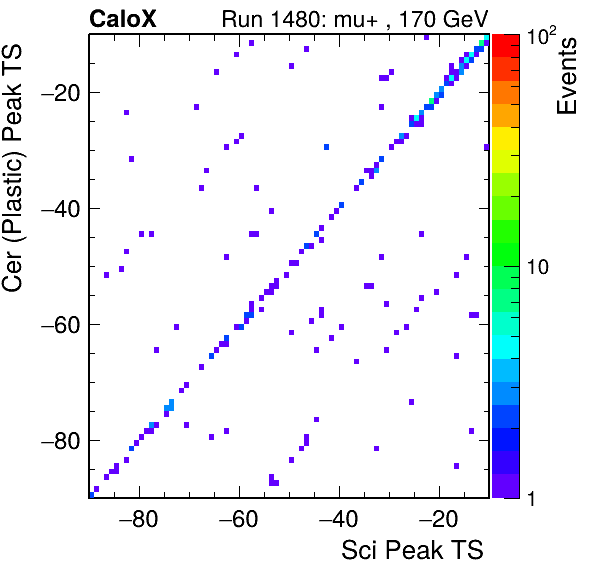 CaloX Run 1480: mu+ , 170 GeV
Cer (Plastic) Peak TS
−20
−40
−60
−80
−80 −60 −40 −20
Sci Peak TS
10²
10
1
Events